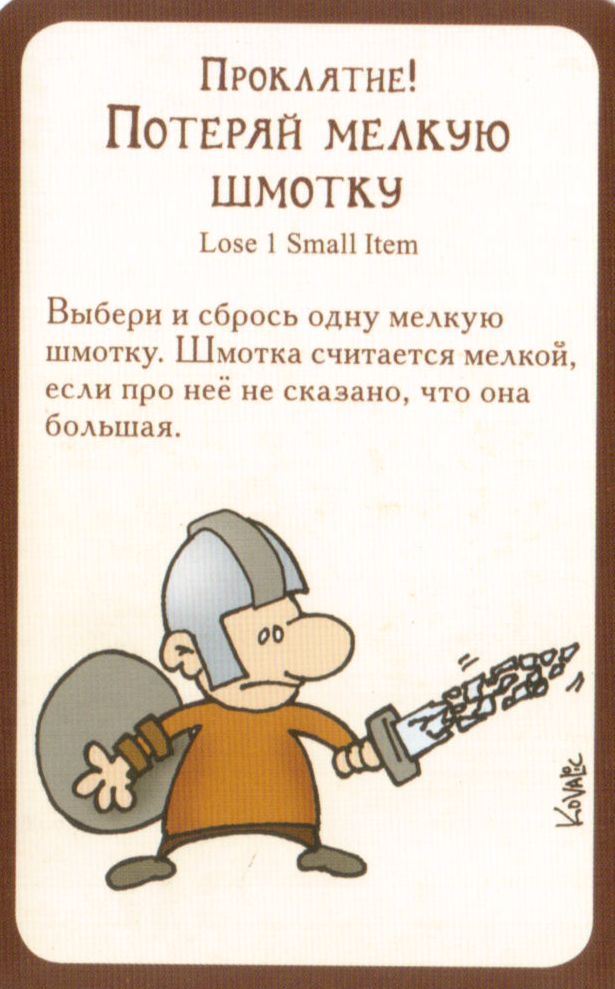 Проклятие!
Потеряй мелкую
шмотку
Lose 1 Small Item
Выбери и сбрось одну мелкую
шмотку. Шмотка считается мелкой,
если про неё не сказано, что она
большая.
Kovalic